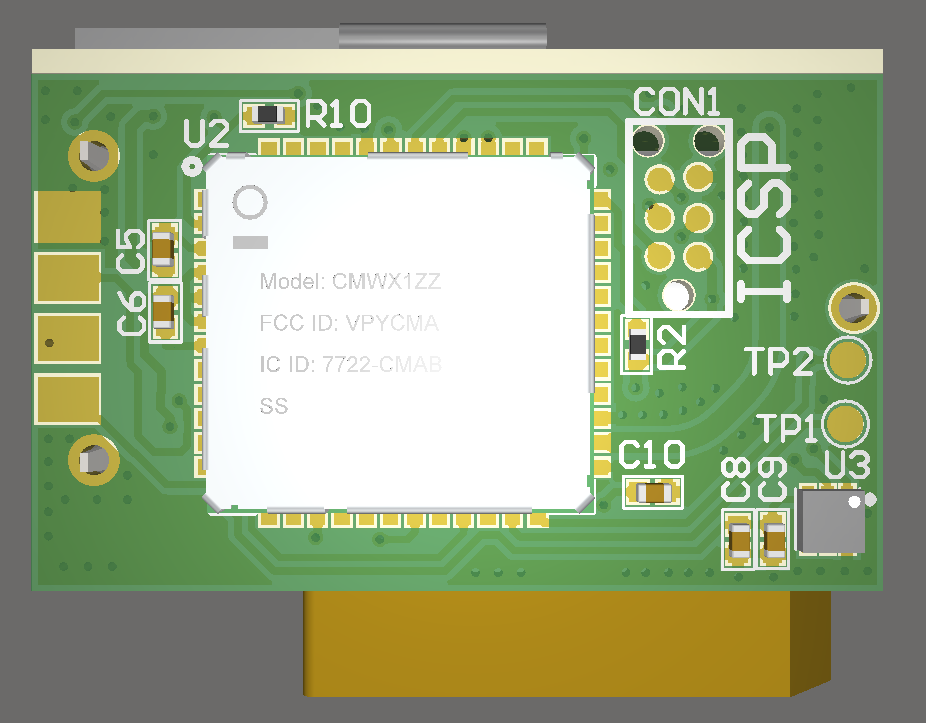 CON1
R10
U2
ICSP
C5
Model: CMWX1ZZ
C6
FCC ID: VPYCMA
R2
TP2
IC ID: 7722-CMAB
SS
TP1
C10
U3
C8
C9